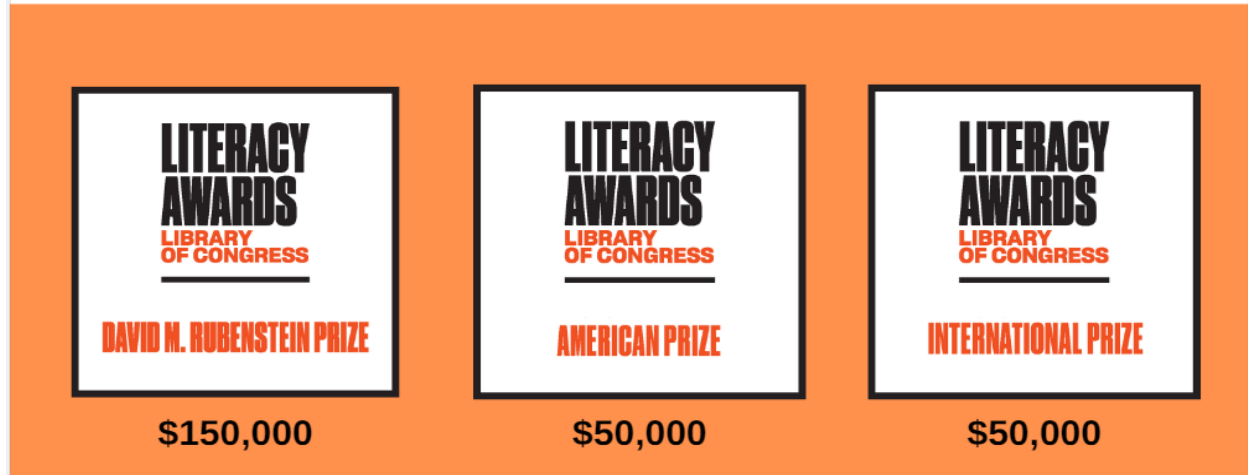 LITERACY
AWARDS
LIBRARY
OF CONGRESS
DAVID M. RUBENSTEIN PRIZE
$150,000
LITERACY
AWARDS
LIBRARY
OF CONGRESS
AMERICAN PRIZE
$50,000
LITERACY
AWARDS
LIBRARY
OF CONGRESS
INTERNATIONAL PRIZE
$50,000